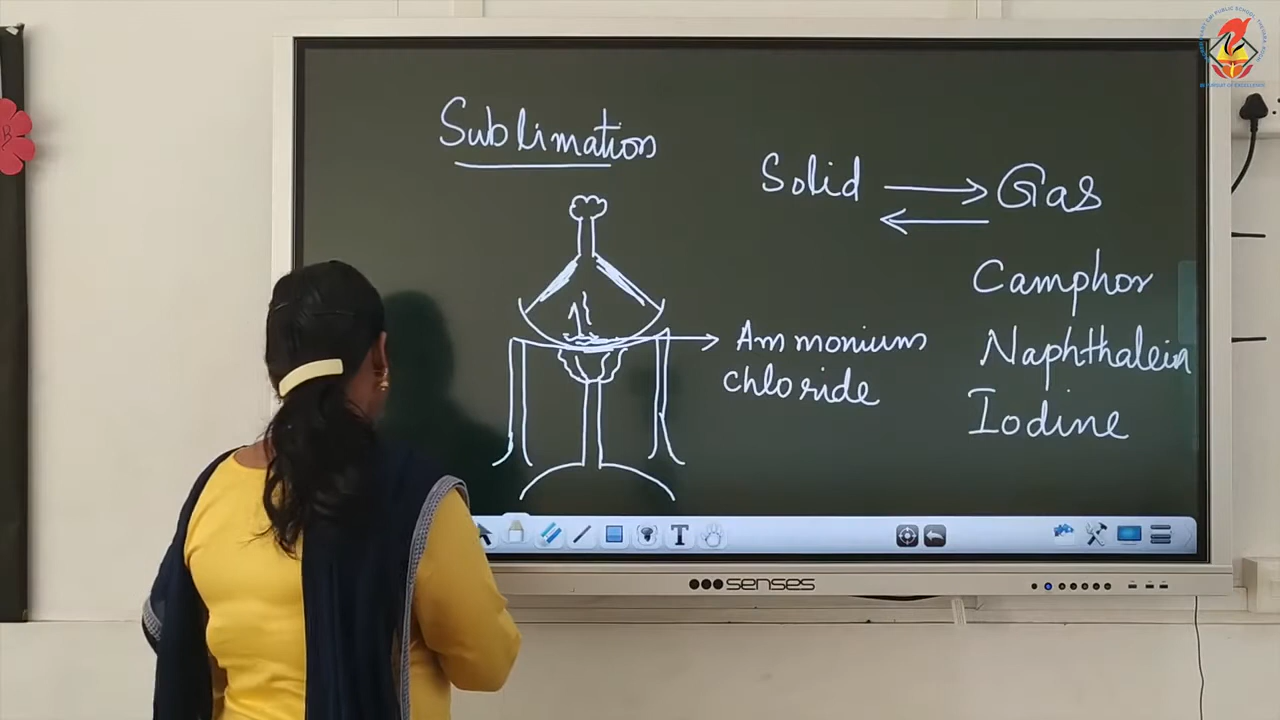 Sublimation
Solid → Gas
←
Camphor
Naphthalein
Iodine
Ammonium
chloride
T
senses
B